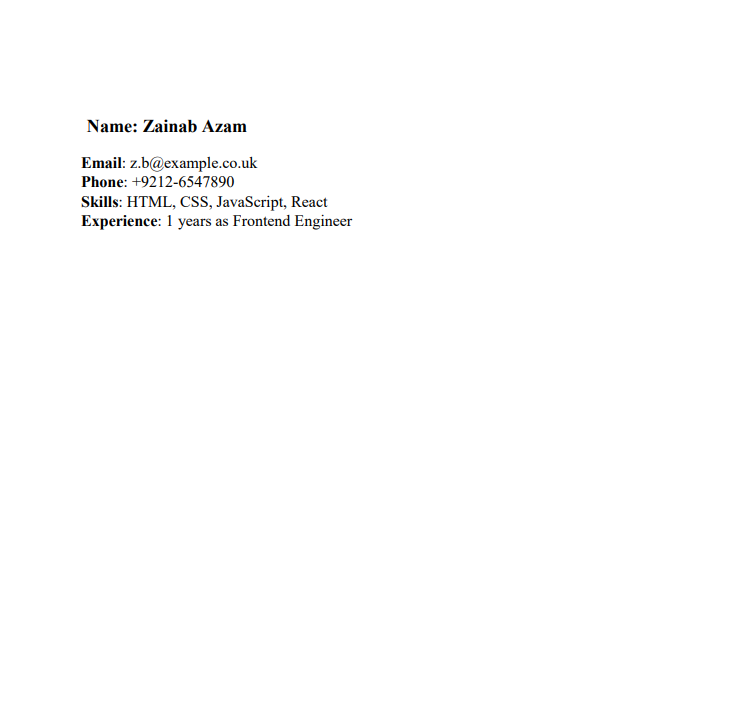 Name: Zainab Azam
Email: z.b@example.co.uk
Phone: +9212-6547890
Skills: HTML, CSS, JavaScript, React
Experience: 1 years as Frontend Engineer